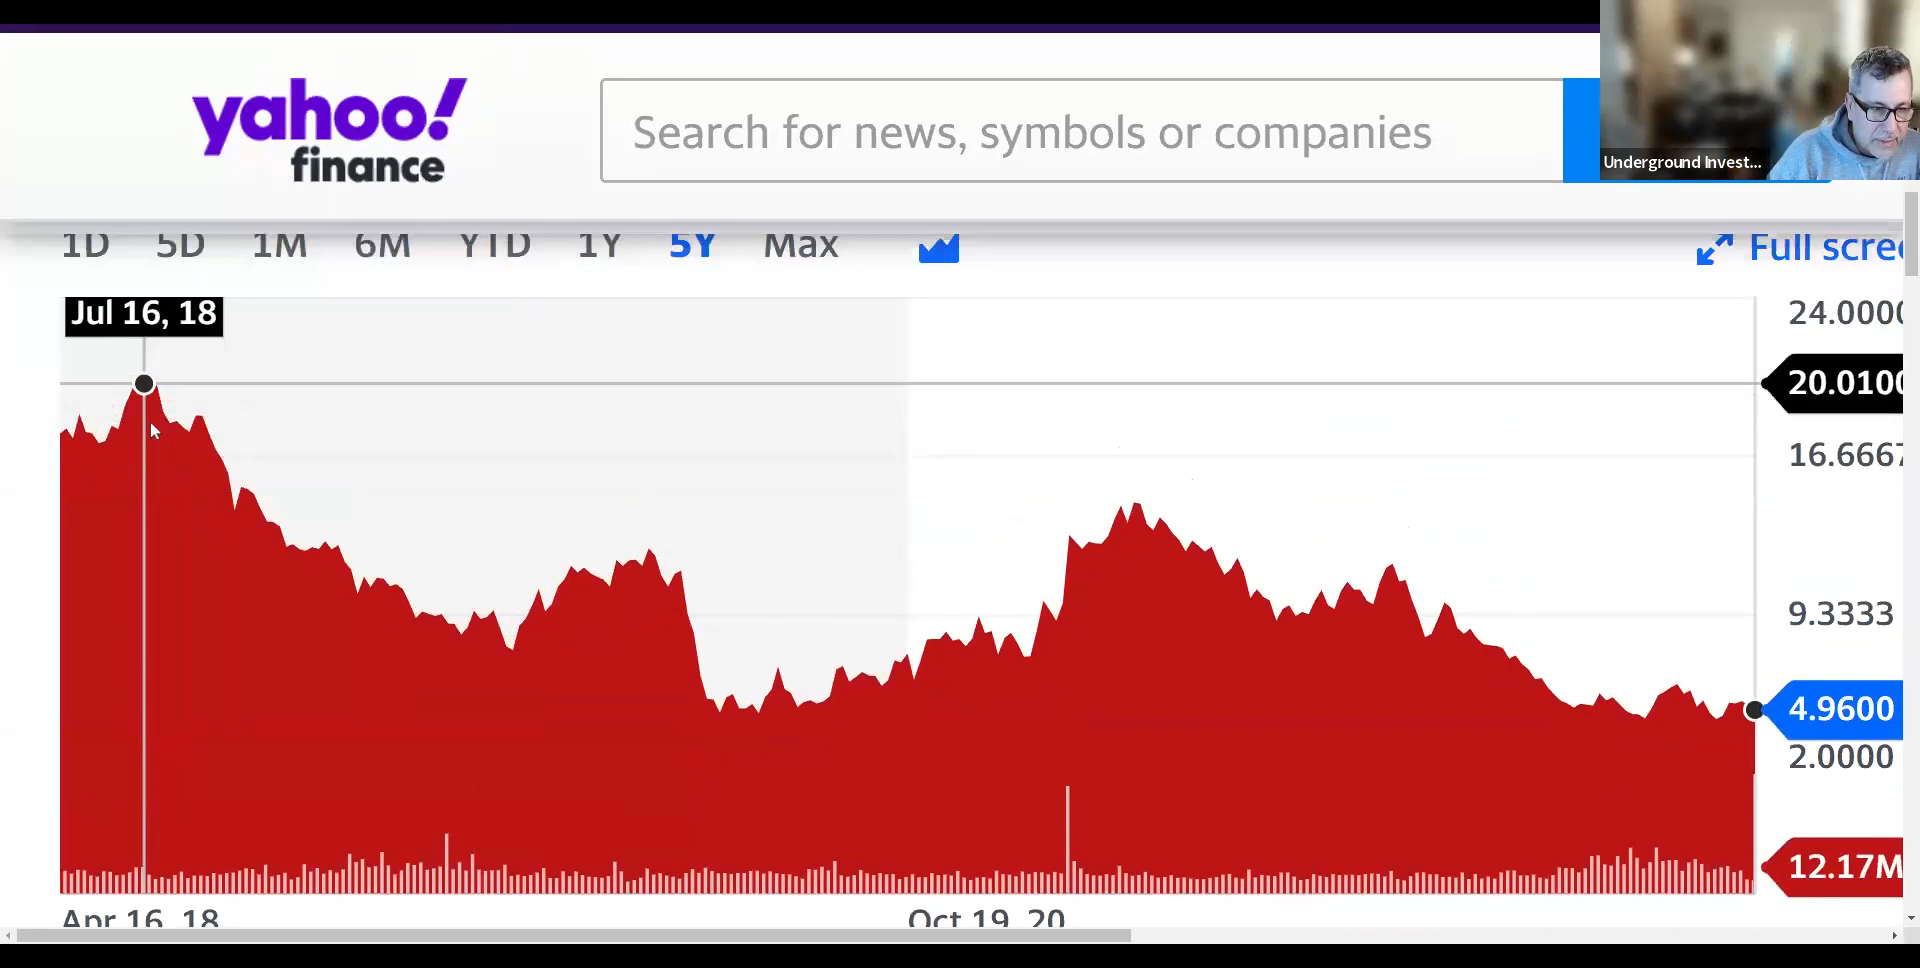 yahoo!
finance
Search for news, symbols or companies
Underground Invest...
1D 5D 1M 6M YTD 1Y 5Y Max
Full scree
Jul 16, 18
24.0000
20.0100
16.6667
9.3333
4.9600
2.0000
12.17M
Apr 16, 18 Oct 19, 20